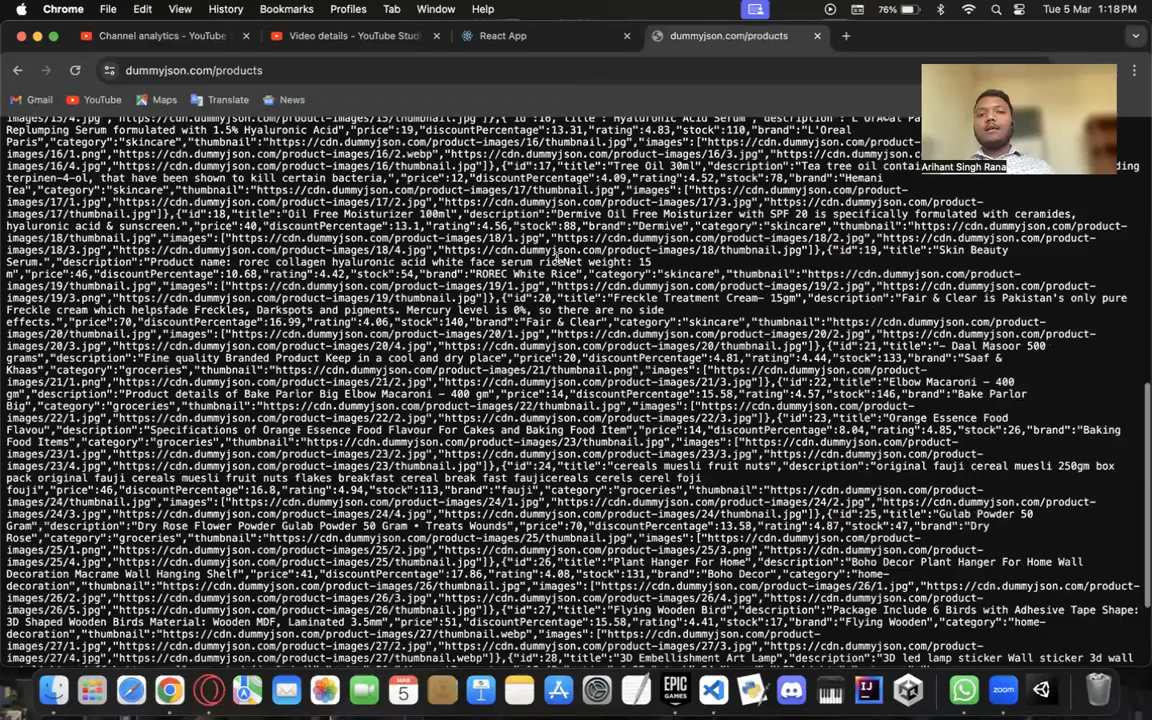 Chrome File Edit View History Bookmarks Profiles Tab Window Help 76% Tue 5 Mar 1:18 PM
Channel analytics - YouTube Video details - YouTube Stud React App dummyjson.com/products
dummyjson.com/products
Gmail YouTube Maps Translate News
Replumping Serum formulated with 1.5% Hyaluronic Acid","price":19,"discountPercentage":13.31,"rating":4.83,"stock":110,"brand":"L'Oreal
Paris","category":"skincare","thumbnail":"https://cdn.dummyjson.com/product-images/16/thumbnail.jpg","images":["https://cdn.dummyjson.com/product-
images/16/1.png","https://cdn.dummyjson.com/product-images/16/2.webp","https://cdn.dummyjson.com/product-images/16/3.jpg","https://cdn.dummyjson.com/product-
images/16/4.jpg","https://cdn.dummyjson.com/product-images/16/thumbnail.jpg"]},{"id":17,"title":"Tree Oil 30ml","description":"Tea tree oil
terpinen-4-ol, that have been shown to kill certain bacteria.","price":12,"discountPercentage":4.09,"rating":4.52,"stock":78,"brand":"Hemani
Tea","category":"skincare","thumbnail":"https://cdn.dummyjson.com/product-images/17/thumbnail.jpg","images":["https://cdn.dummyjson.com/product-
images/17/1.jpg","https://cdn.dummyjson.com/product-images/17/2.jpg","https://cdn.dummyjson.com/product-images/17/3.jpg","https://cdn.dummyjson.com/product-
images/17/thumbnail.jpg"]},{"id":18,"title":"Oil Free Moisturizer 100ml","description":"Dermive Oil Free Moisturizer with SPF 20 is specifically formulated with ceramides,
hyaluronic acid & sunscreen.","price":40,"discountPercentage":13.1,"rating":4.56,"stock":88,"brand":"Dermive","category":"skincare","thumbnail":"https://cdn.dummyjson.com/product-
images/18/thumbnail.jpg","images":["https://cdn.dummyjson.com/product-images/18/1.jpg","https://cdn.dummyjson.com/product-images/18/2.jpg","https://cdn.dummyjson.com/product-
images/18/3.jpg","https://cdn.dummyjson.com/product-images/18/4.jpg","https://cdn.dummyjson.com/product-images/18/thumbnail.jpg"]},{"id":19,"title":"Skin Beauty
Serum.","description":"Product name: rorec collagen hyaluronic acid white face serum riceNet weight: 15
m","price":46,"discountPercentage":10.68,"rating":4.42,"stock":54,"brand":"ROREC White Rice","category":"skincare","thumbnail":"https://cdn.dummyjson.com/product-
images/19/thumbnail.jpg","images":["https://cdn.dummyjson.com/product-images/19/1.jpg","https://cdn.dummyjson.com/product-images/19/2.jpg","https://cdn.dummyjson.com/product-
images/19/3.png","https://cdn.dummyjson.com/product-images/19/thumbnail.jpg"]},{"id":20,"title":"Freckle Treatment Cream- 15gm","description":"Fair & Clear is Pakistan's only pure
Freckle cream which helpsfade Freckles, Darkspots and pigments. Mercury level is 0%, so there are no side
effects.","price":70,"discountPercentage":16.99,"rating":4.06,"stock":140,"brand":"Fair & Clear","category":"skincare","thumbnail":"https://cdn.dummyjson.com/product-
images/20/thumbnail.jpg","images":["https://cdn.dummyjson.com/product-images/20/1.jpg","https://cdn.dummyjson.com/product-images/20/2.jpg","https://cdn.dummyjson.com/product-
images/20/3.jpg","https://cdn.dummyjson.com/product-images/20/4.jpg","https://cdn.dummyjson.com/product-images/20/thumbnail.jpg"]},{"id":21,"title":"- Daal Masoor 500
grams","description":"Fine quality Branded Product Keep in a cool and dry place","price":20,"discountPercentage":4.81,"rating":4.44,"stock":133,"brand":"Saaf &
Khaas","category":"groceries","thumbnail":"https://cdn.dummyjson.com/product-images/21/thumbnail.png","images":["https://cdn.dummyjson.com/product-
images/21/1.png","https://cdn.dummyjson.com/product-images/21/2.jpg","https://cdn.dummyjson.com/product-images/21/3.jpg"]},{"id":22,"title":"Elbow Macaroni - 400
gm","description":"Product details of Bake Parlor Big Elbow Macaroni - 400 gm","price":14,"discountPercentage":15.58,"rating":4.57,"stock":146,"brand":"Bake Parlor
Big","category":"groceries","thumbnail":"https://cdn.dummyjson.com/product-images/22/thumbnail.jpg","images":["https://cdn.dummyjson.com/product-
images/22/1.jpg","https://cdn.dummyjson.com/product-images/22/2.jpg","https://cdn.dummyjson.com/product-images/22/3.jpg"]},{"id":23,"title":"Orange Essence Food
Flavou","description":"Specifications of Orange Essence Food Flavour For Cakes and Baking Food Item","price":14,"discountPercentage":8.04,"rating":4.85,"stock":26,"brand":"Baking
Food Items","category":"groceries","thumbnail":"https://cdn.dummyjson.com/product-images/23/thumbnail.jpg","images":["https://cdn.dummyjson.com/product-
images/23/1.jpg","https://cdn.dummyjson.com/product-images/23/2.jpg","https://cdn.dummyjson.com/product-images/23/3.jpg","https://cdn.dummyjson.com/product-
images/23/4.jpg","https://cdn.dummyjson.com/product-images/23/thumbnail.jpg"]},{"id":24,"title":"cereals muesli fruit nuts","description":"original fauji cereal muesli 250gm box
pack original fauji cereals muesli fruit nuts flakes breakfast cereal break fast faujicereals cerels cerel foji
fouji","price":46,"discountPercentage":16.8,"rating":4.94,"stock":113,"brand":"fauji","category":"groceries","thumbnail":"https://cdn.dummyjson.com/product-
images/24/thumbnail.jpg","images":["https://cdn.dummyjson.com/product-images/24/1.jpg","https://cdn.dummyjson.com/product-images/24/2.jpg","https://cdn.dummyjson.com/product-
images/24/3.jpg","https://cdn.dummyjson.com/product-images/24/4.jpg","https://cdn.dummyjson.com/product-images/24/thumbnail.jpg"]},{"id":25,"title":"Gulab Powder 50
Gram","description":"Dry Rose Flower Powder Gulab Powder 50 Gram • Treats Wounds","price":70,"discountPercentage":13.58,"rating":4.87,"stock":47,"brand":"Dry
Rose","category":"groceries","thumbnail":"https://cdn.dummyjson.com/product-images/25/thumbnail.jpg","images":["https://cdn.dummyjson.com/product-
images/25/1.png","https://cdn.dummyjson.com/product-images/25/2.jpg","https://cdn.dummyjson.com/product-images/25/3.png","https://cdn.dummyjson.com/product-
images/25/4.jpg","https://cdn.dummyjson.com/product-images/25/thumbnail.jpg"]},{"id":26,"title":"Plant Hanger For Home","description":"Boho Decor Plant Hanger For Home Wall
Decoration Macrame Wall Hanging Shelf","price":41,"discountPercentage":17.86,"rating":4.08,"stock":131,"brand":"Boho Decor","category":"home-
decoration","thumbnail":"https://cdn.dummyjson.com/product-images/26/thumbnail.jpg","images":["https://cdn.dummyjson.com/product-images/26/1.jpg","https://cdn.dummyjson.com/product-
images/26/2.jpg","https://cdn.dummyjson.com/product-images/26/3.jpg","https://cdn.dummyjson.com/product-images/26/4.jpg","https://cdn.dummyjson.com/product-
images/26/5.jpg","https://cdn.dummyjson.com/product-images/26/thumbnail.jpg"]},{"id":27,"title":"Flying Wooden Bird","description":"Package Include 6 Birds with Adhesive Tape Shape:
3D Shaped Wooden Birds Material: Wooden MDF, Laminated 3.5mm","price":51,"discountPercentage":15.58,"rating":4.41,"stock":17,"brand":"Flying Wooden","category":"home-
decoration","thumbnail":"https://cdn.dummyjson.com/product-images/27/thumbnail.webp","images":["https://cdn.dummyjson.com/product-
images/27/1.jpg","https://cdn.dummyjson.com/product-images/27/2.jpg","https://cdn.dummyjson.com/product-images/27/3.jpg","https://cdn.dummyjson.com/product-
images/27/4.jpg","https://cdn.dummyjson.com/product-images/27/thumbnail.webp"]},{"id":28,"title":"3D Embellishment Art Lamp","description":"3D led lamp sticker Wall sticker 3d wall
Arihant Singh Rana
MAR
5
EPIC
GAMES
zoom